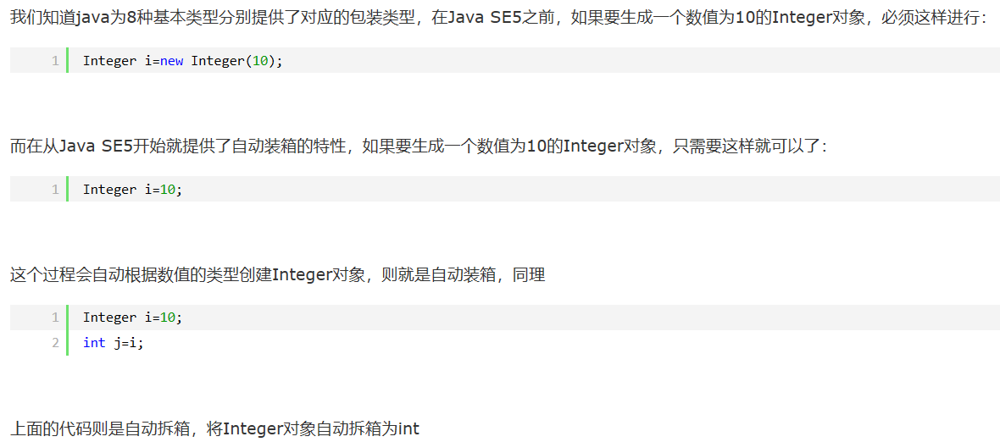 我们知道java为8种基本类型分别提供了对应的包装类型，在Java SE5之前，如果要生成一个数值为10的Integer对象，必须这样进行：
1 Integer i=new Integer(10);
而在从Java SE5开始就提供了自动装箱的特性，如果要生成一个数值为10的Integer对象，只需要这样就可以了：
1 Integer i=10;
这个过程会自动根据数值的类型创建Integer对象，则就是自动装箱，同理
1 Integer i=10;
2 int j=i;
上面的代码则是自动拆箱，将Integer对象自动拆箱为int